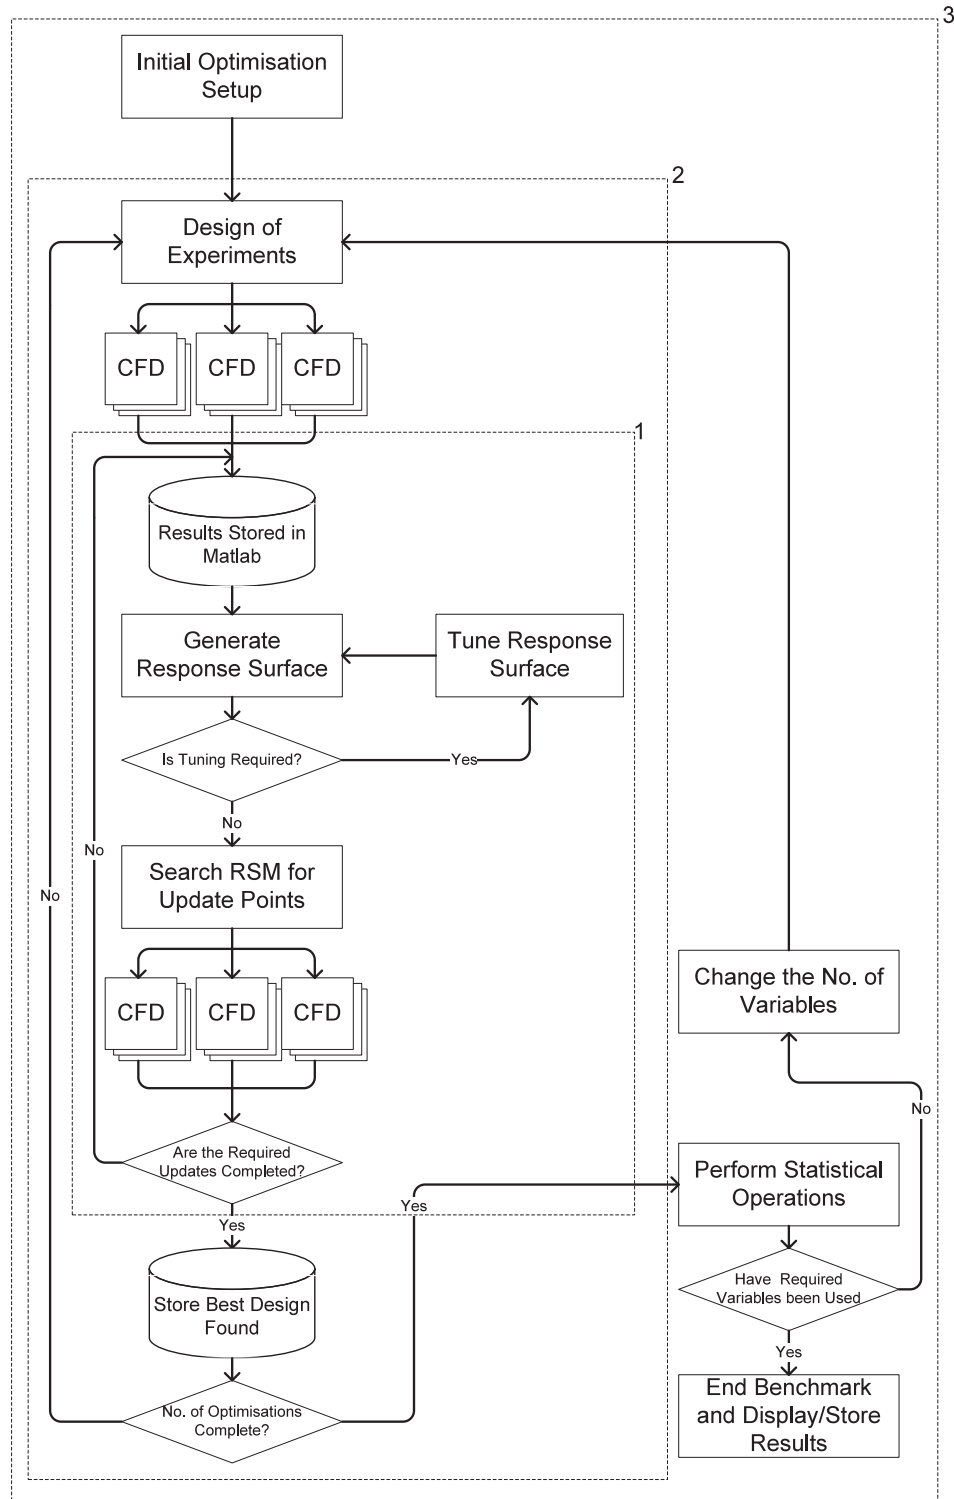 3
Initial Optimisation
Setup
2
Design of
Experiments
CFD
CFD
CFD
1
Results Stored in
Matlab
Generate
Response Surface
Tune Response
Surface
Is Tuning Required?
Yes
No
No
No
Search RSM for
Update Points
CFD
CFD
CFD
Change the No. of
Variables
No
Are the Required
Updates Completed?
Perform Statistical
Operations
Yes
Yes
Store Best Design
Found
Have Required
Variables been Used
Yes
No. of Optimisations
Complete?
End Benchmark
and Display/Store
Results